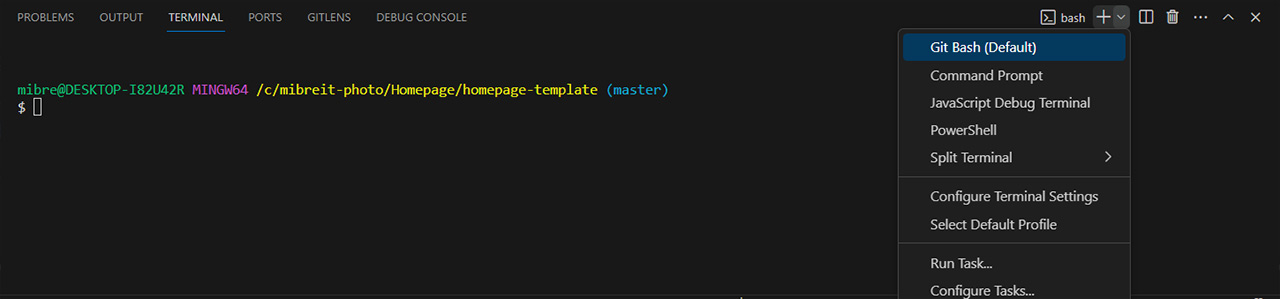 PROBLEMS OUTPUT TERMINAL PORTS GITLENS DEBUG CONSOLE bash
Git Bash (Default)
Command Prompt
JavaScript Debug Terminal
PowerShell
Split Terminal
Configure Terminal Settings
Select Default Profile
Run Task...
Configure Tasks...
mibre@DESKTOP-I82U42R MINGW64 /c/mibreit-photo/Homepage/homepage-template (master)
$